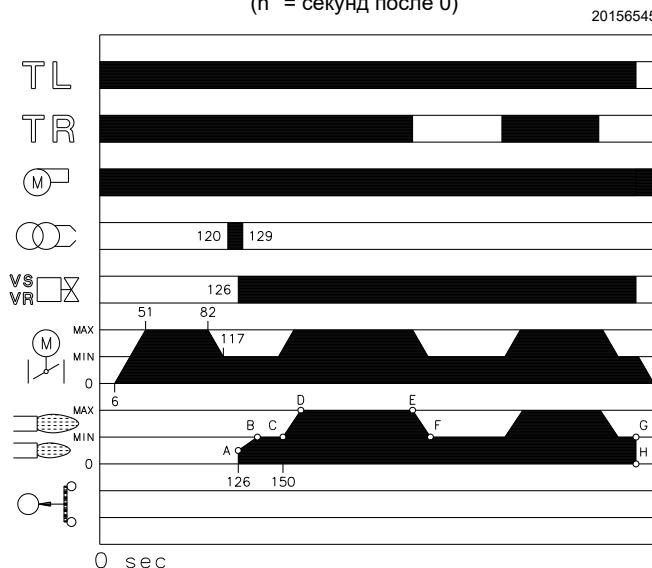 (n° = секунд после 0)
20156545
TL
TR
M
120 129
VS
VR
126
51 82
MAX
M
117
MIN
0
6
D E
MAX
B C F G
MIN
A
0
H
126 150
0 sec